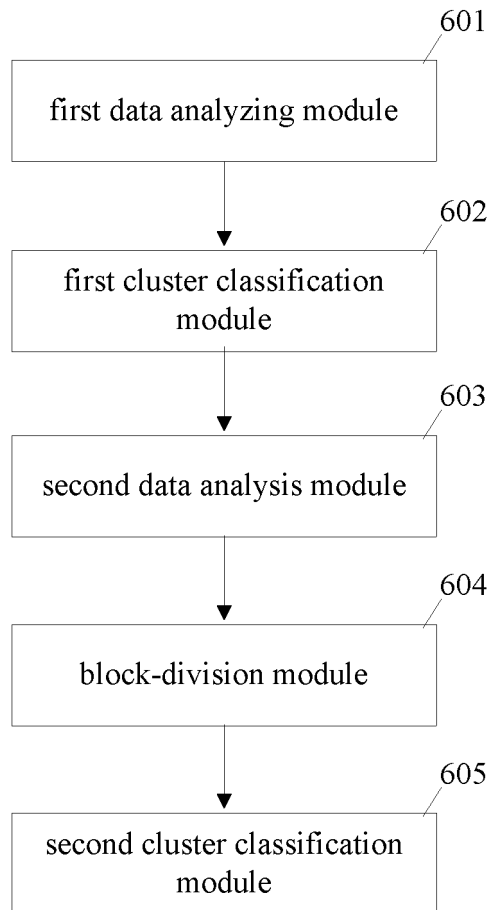 601
first data analyzing module
602
first cluster classification
module
603
second data analysis module
604
block-division module
605
second cluster classification
module